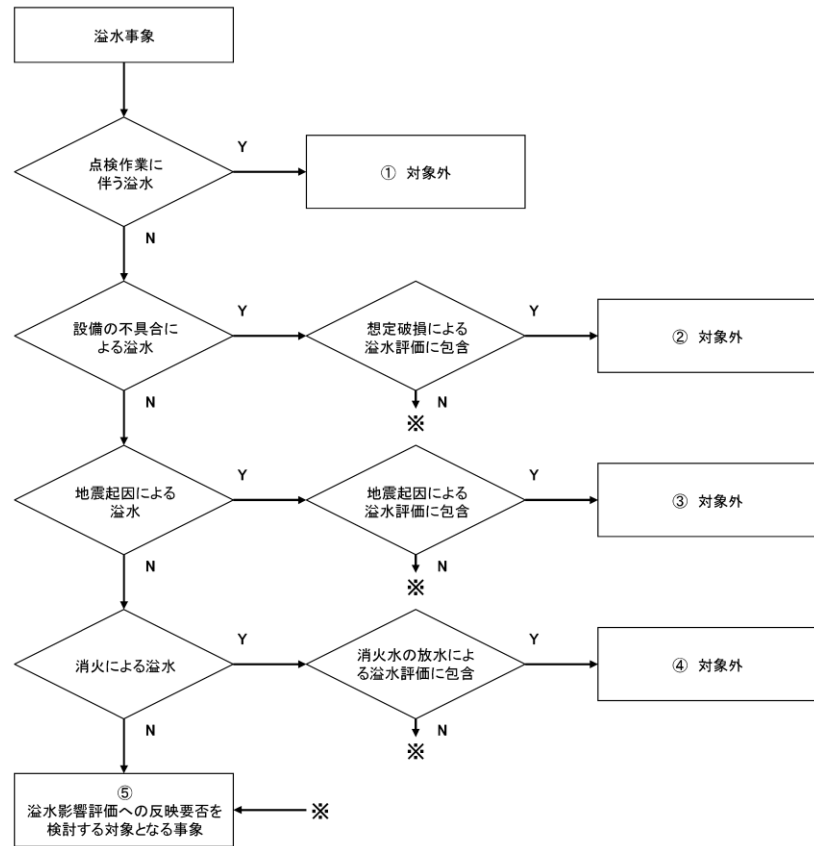 溢水事象
点検作業に
伴う溢水
Y
① 対象外
N
設備の不具合に
よる溢水
Y
想定破損による
溢水評価に包含
Y
② 対象外
N
N
※
地震起因による
溢水
Y
地震起因による
溢水評価に包含
Y
③ 対象外
N
N
※
消火による溢水
Y
消火水の放水によ
る溢水評価に包含
Y
④ 対象外
N
N
※
⑤
溢水影響評価への反映要否を
検討する対象となる事象
※